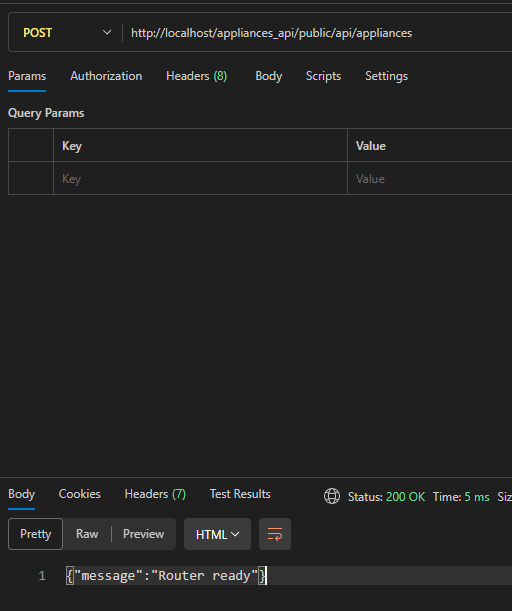 POST http://localhost/appliances_api/public/api/appliances
Params Authorization Headers (8) Body Scripts Settings
Query Params
Key Value
Key Value
Body Cookies Headers (7) Test Results Status: 200 OK Time: 5 ms Siz
Pretty Raw Preview HTML
1 {"message":"Router ready"}